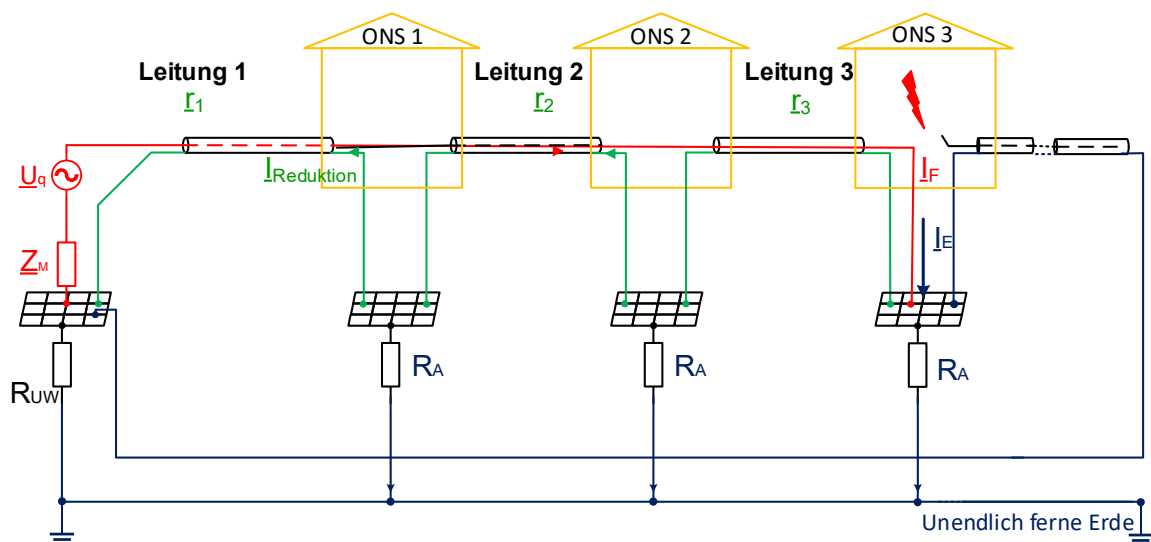 ONS 1
ONS 2
ONS 3
Leitung 1
r1
Leitung 2
r2
Leitung 3
r3
Uq
IReduktion
IF
IE
ZM
RUW
RA
RA
RA
Unendlich ferne Erde